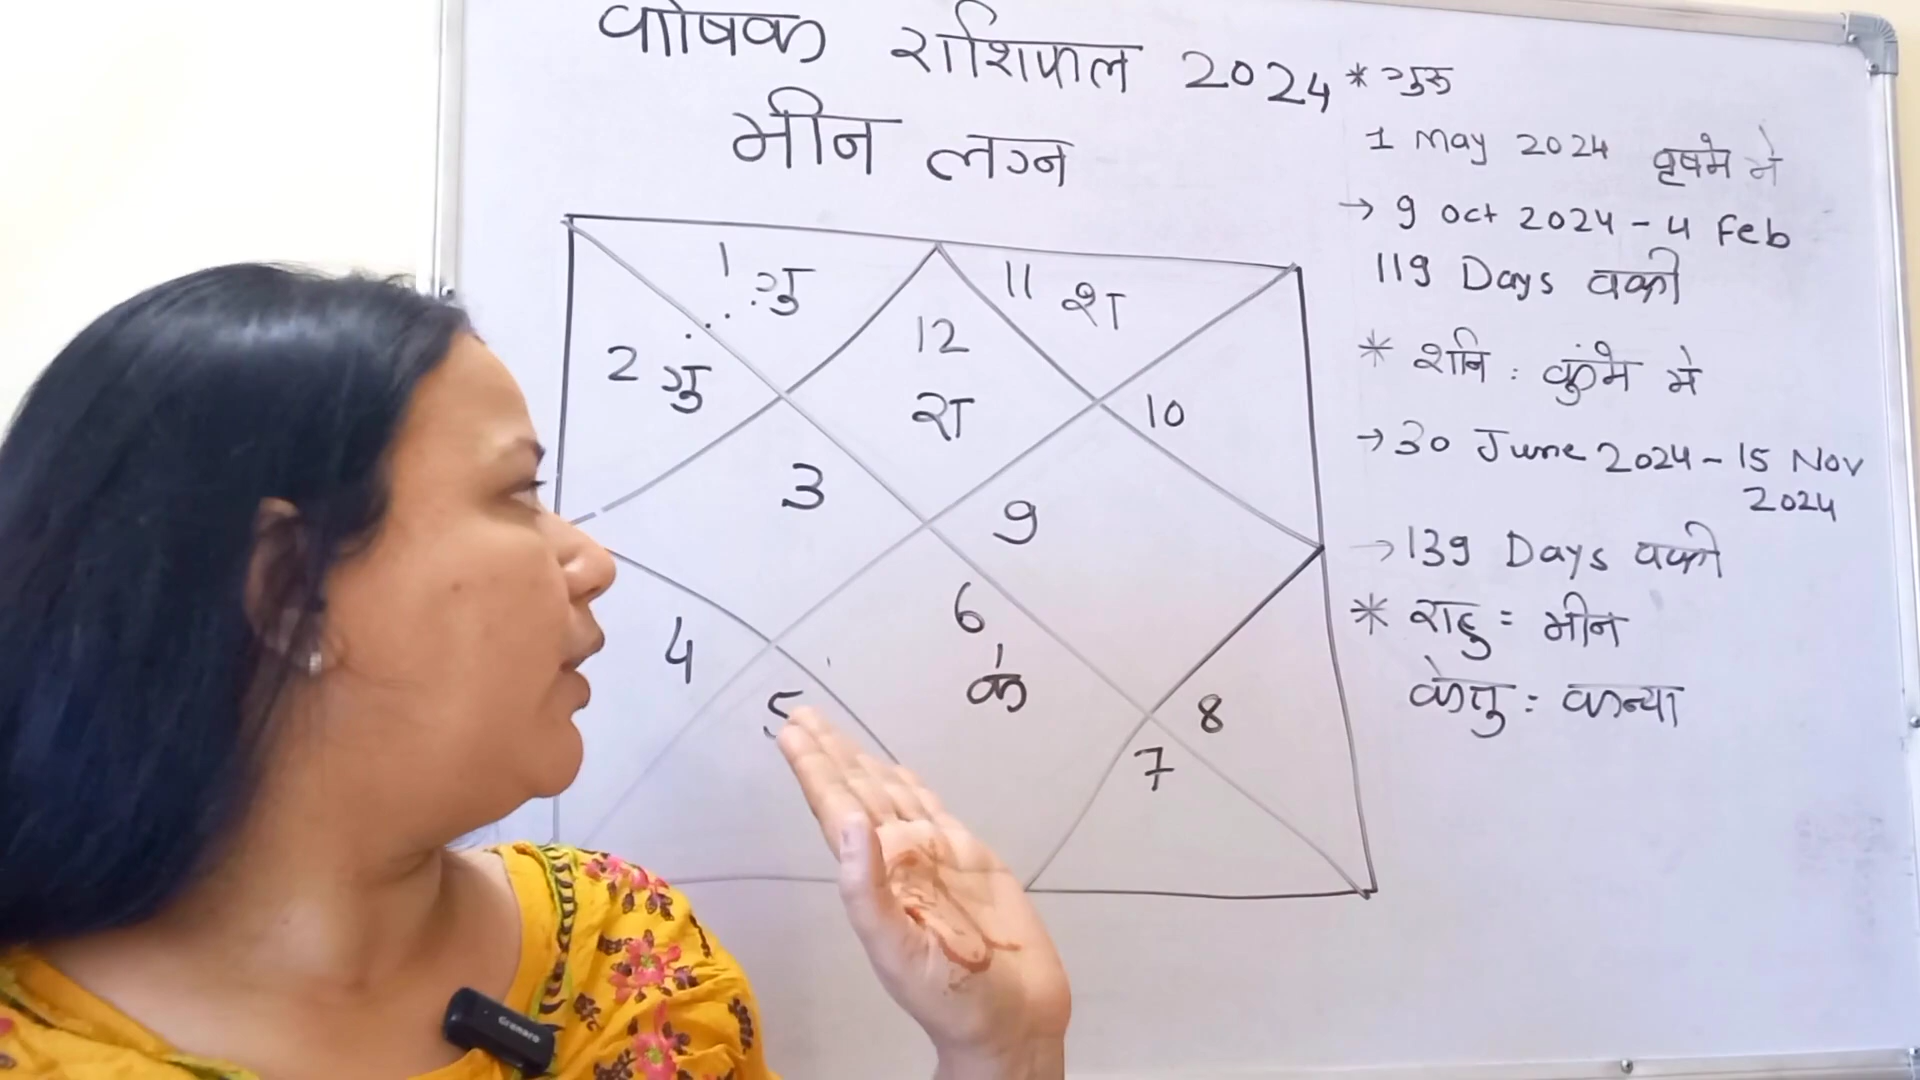 वार्षिक राशिफल 2024
मीन लग्न
* गुरु
1 May 2024 वृषभ मे
→ 9 Oct 2024 - 4 Feb
119 Days वक्री
* शनि : कुंभ मे
→ 30 June 2024 - 15 Nov
2024
→ 139 Days वक्री
* राहु = मीन
केतु : कन्या
1 गु
11 श
12
रा
2 गु
10
3
9
4
5
6
के
7
8